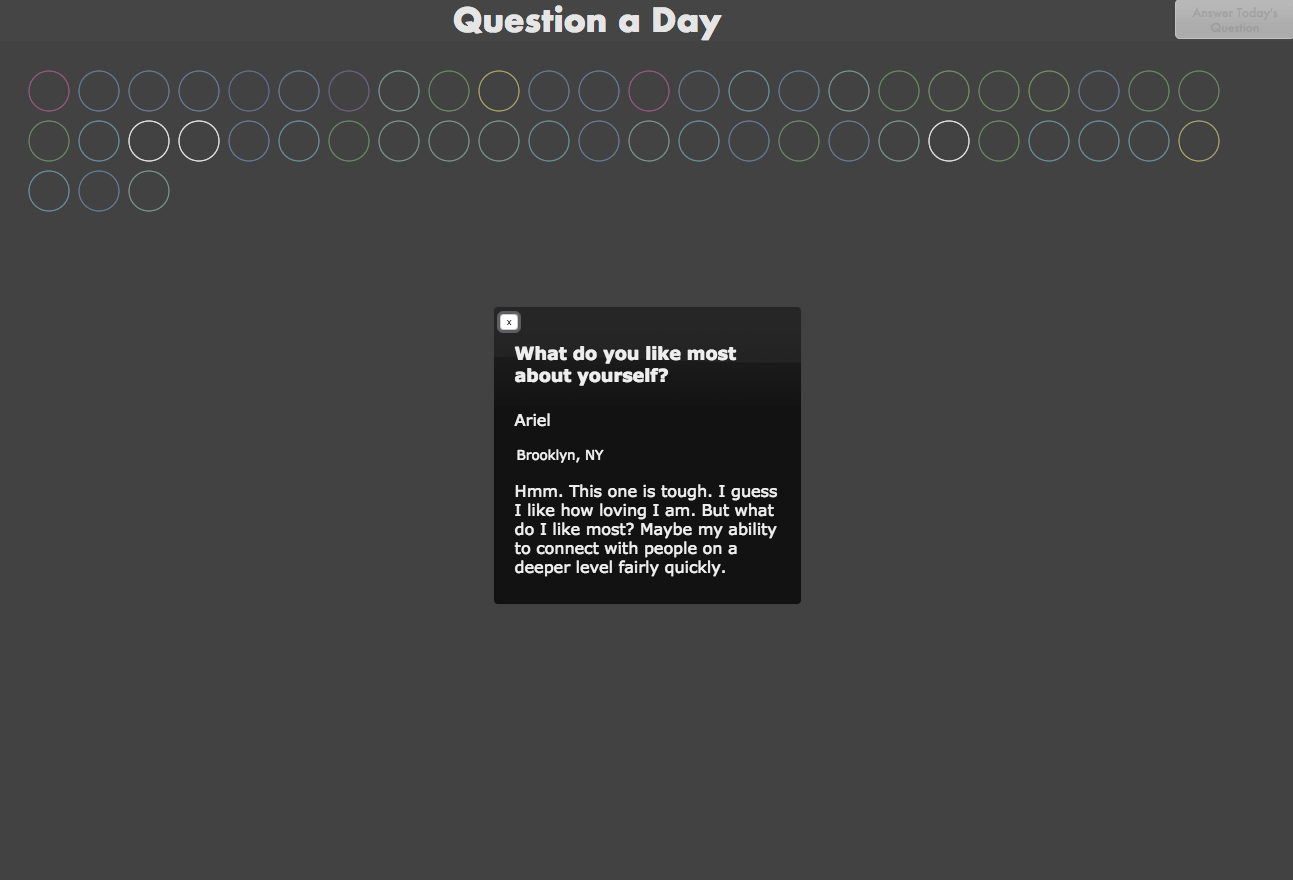 Question a Day
Answer Today's
Question
x
What do you like most
about yourself?
Ariel
Brooklyn, NY
Hmm. This one is tough. I guess
I like how loving I am. But what
do I like most? Maybe my ability
to connect with people on a
deeper level fairly quickly.